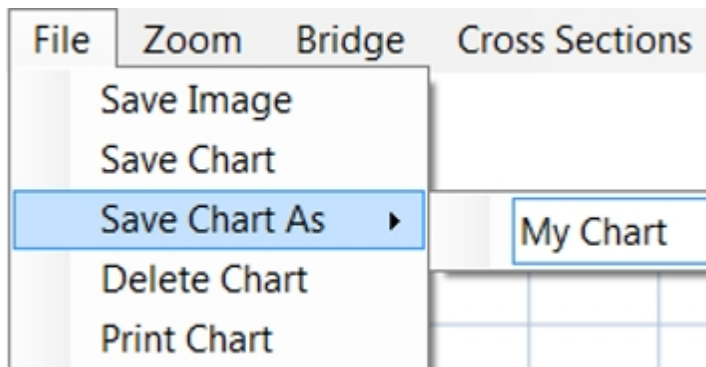 File Zoom Bridge Cross Sections
Save Image
Save Chart
Save Chart As
My Chart
Delete Chart
Print Chart